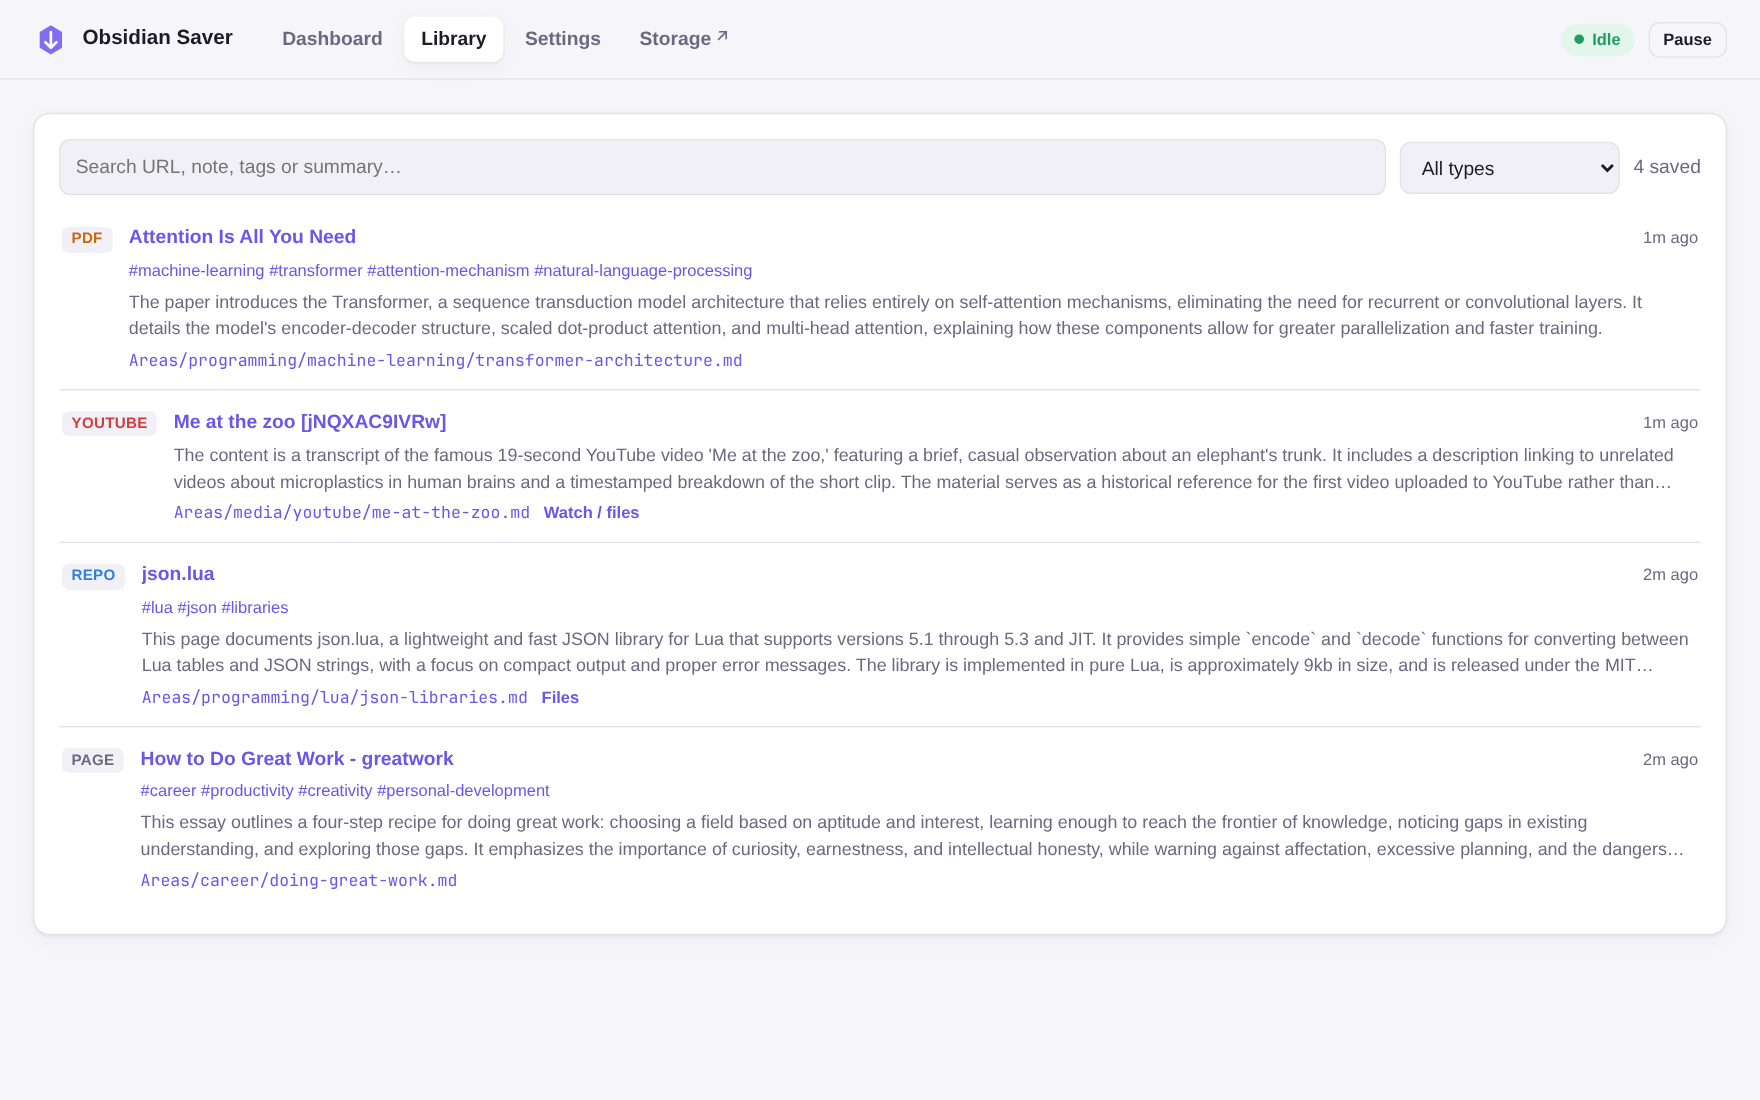 Obsidian Saver
Dashboard
Library
Settings
Storage
Idle
Pause
Search URL, note, tags or summary…
All types
4 saved
PDF
Attention Is All You Need
1m ago
#machine-learning #transformer #attention-mechanism #natural-language-processing
The paper introduces the Transformer, a sequence transduction model architecture that relies entirely on self-attention mechanisms, eliminating the need for recurrent or convolutional layers. It
details the model's encoder-decoder structure, scaled dot-product attention, and multi-head attention, explaining how these components allow for greater parallelization and faster training.
Areas/programming/machine-learning/transformer-architecture.md
YOUTUBE
Me at the zoo [jNQXAC9IVRw]
1m ago
The content is a transcript of the famous 19-second YouTube video 'Me at the zoo,' featuring a brief, casual observation about an elephant's trunk. It includes a description linking to unrelated
videos about microplastics in human brains and a timestamped breakdown of the short clip. The material serves as a historical reference for the first video uploaded to YouTube rather than…
Areas/media/youtube/me-at-the-zoo.md Watch / files
REPO
json.lua
2m ago
#lua #json #libraries
This page documents json.lua, a lightweight and fast JSON library for Lua that supports versions 5.1 through 5.3 and JIT. It provides simple `encode` and `decode` functions for converting between
Lua tables and JSON strings, with a focus on compact output and proper error messages. The library is implemented in pure Lua, is approximately 9kb in size, and is released under the MIT…
Areas/programming/lua/json-libraries.md Files
PAGE
How to Do Great Work - greatwork
2m ago
#career #productivity #creativity #personal-development
This essay outlines a four-step recipe for doing great work: choosing a field based on aptitude and interest, learning enough to reach the frontier of knowledge, noticing gaps in existing
understanding, and exploring those gaps. It emphasizes the importance of curiosity, earnestness, and intellectual honesty, while warning against affectation, excessive planning, and the dangers…
Areas/career/doing-great-work.md